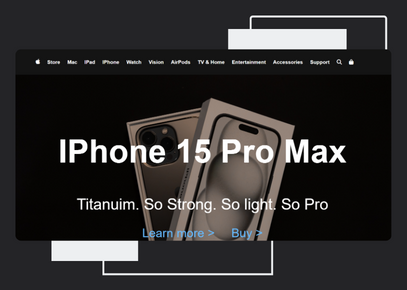 Store Mac IPad IPhone Watch Vision AirPods TV & Home Entertainment Accessories Support
IPhone 15 Pro Max
Titanuim. So Strong. So light. So Pro
Learn more > Buy >